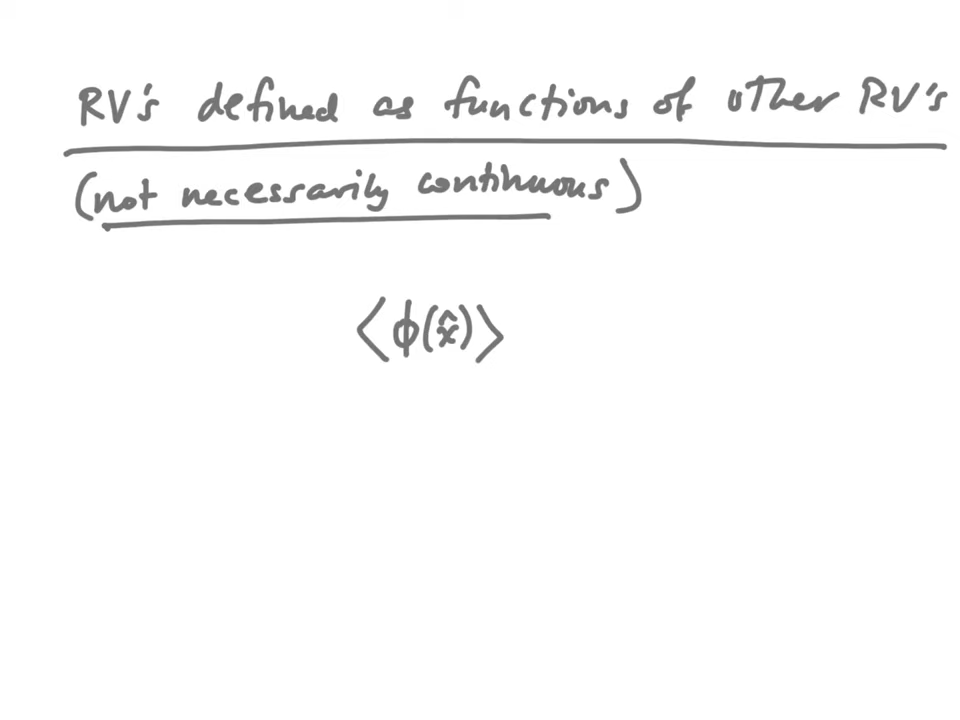 RV's defined as functions of other RV's
(not necessarily continuous)
⟨ϕ(x̂)⟩